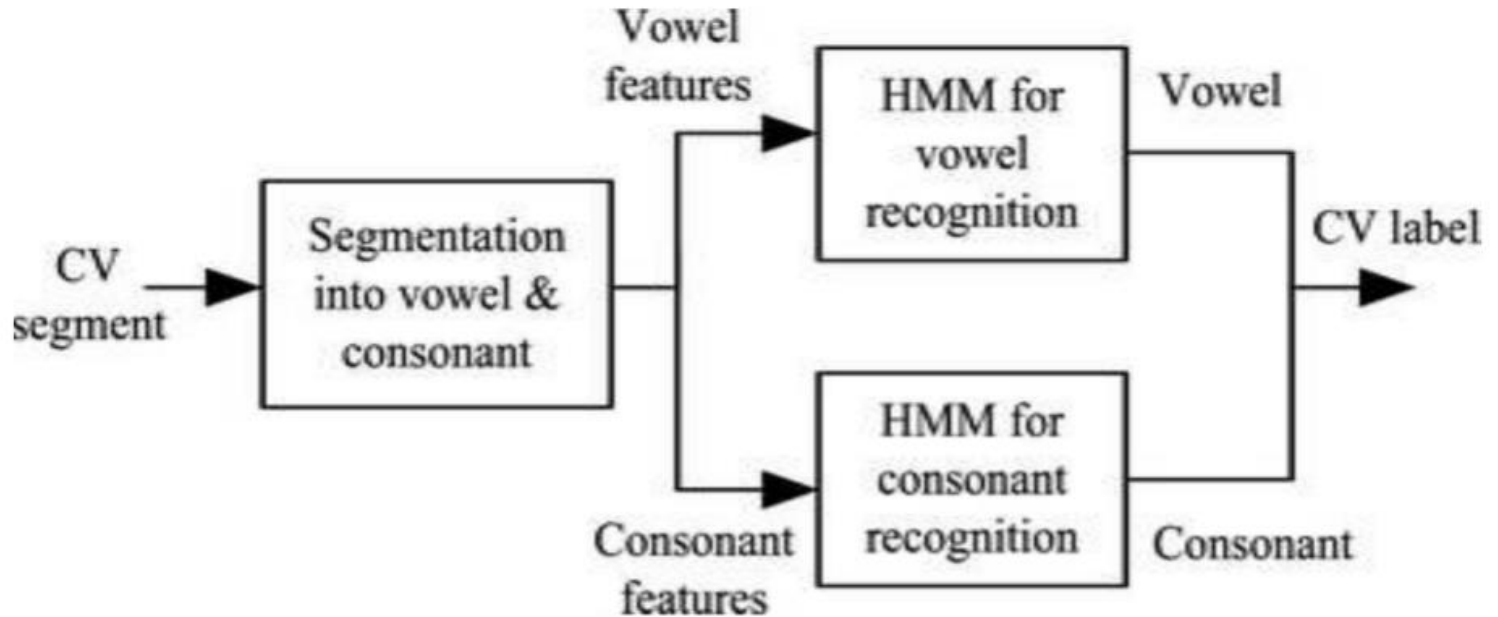 CV
segment
Segmentation
into vowel &
consonant
Vowel
features
HMM for
vowel
recognition
Vowel
Consonant
features
HMM for
consonant
recognition
Consonant
CV label